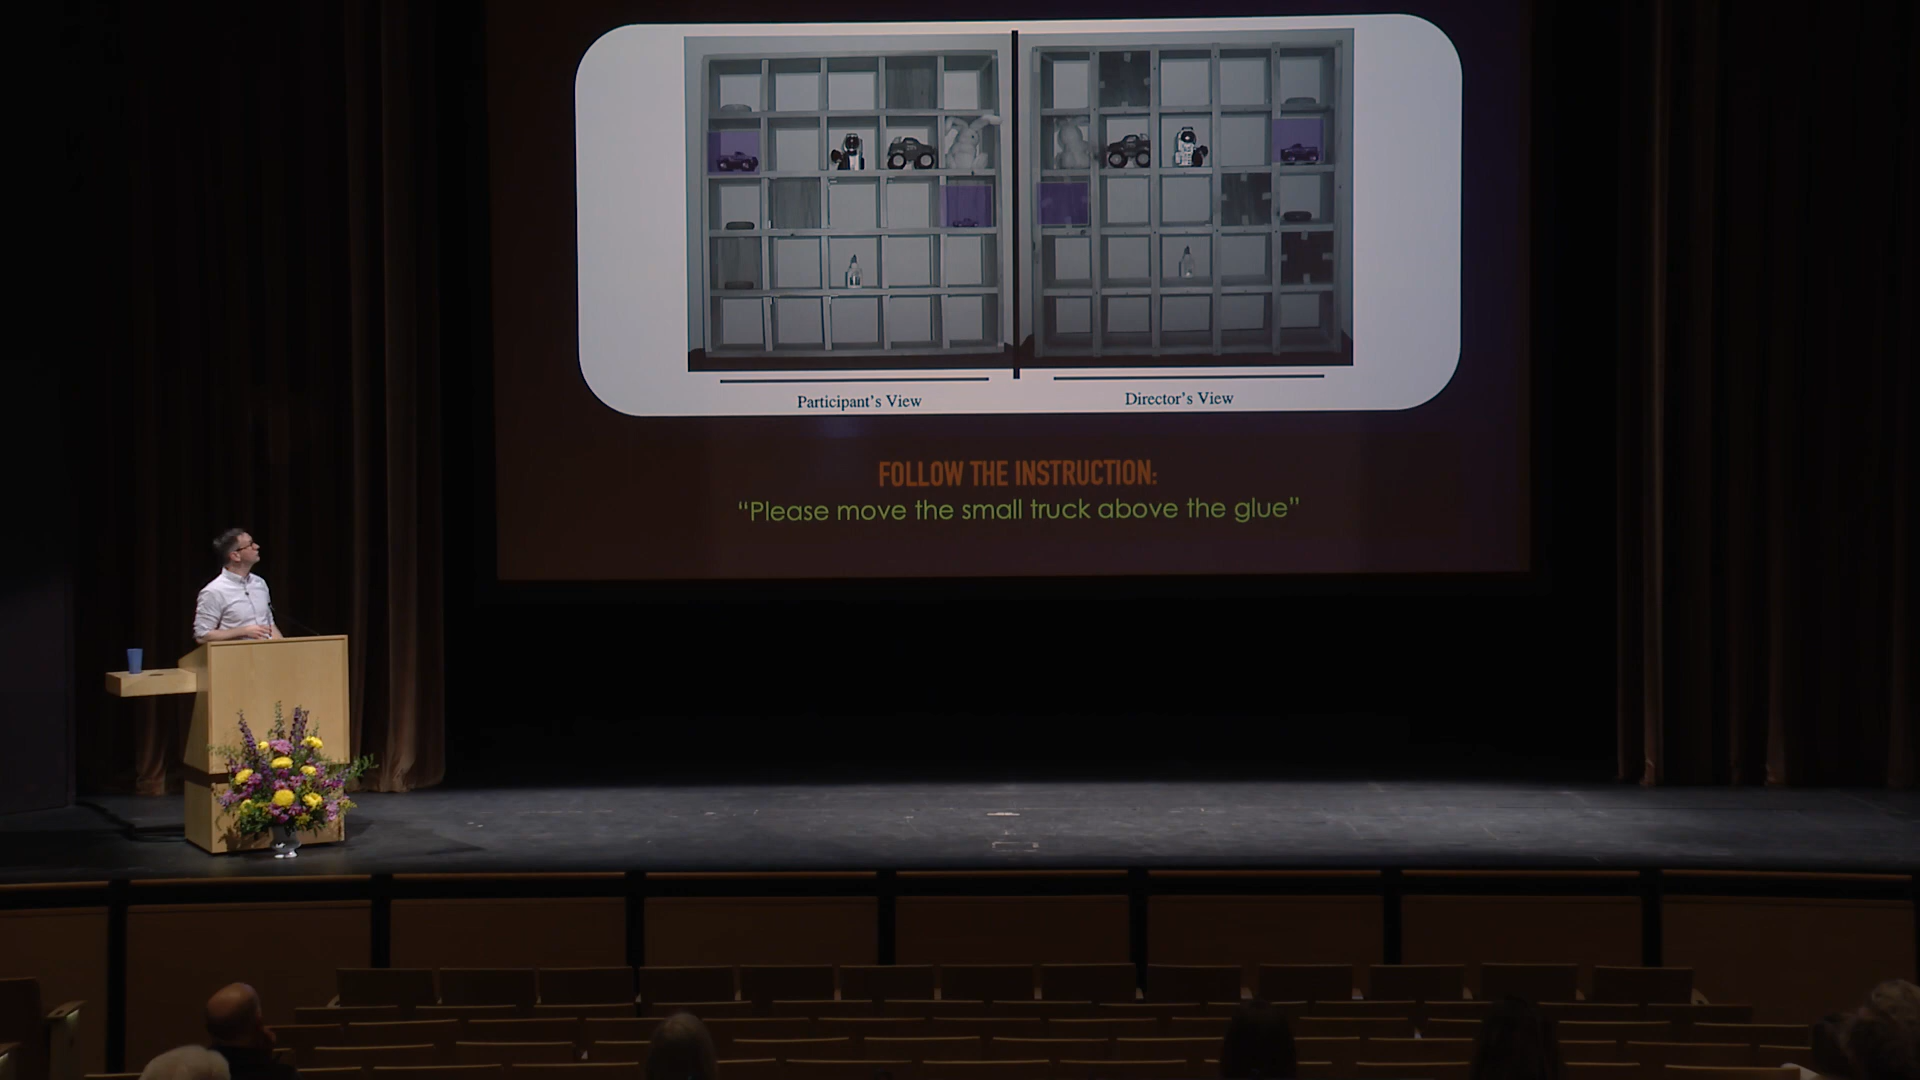 Participant's View
Director's View
FOLLOW THE INSTRUCTION:
“Please move the small truck above the glue”